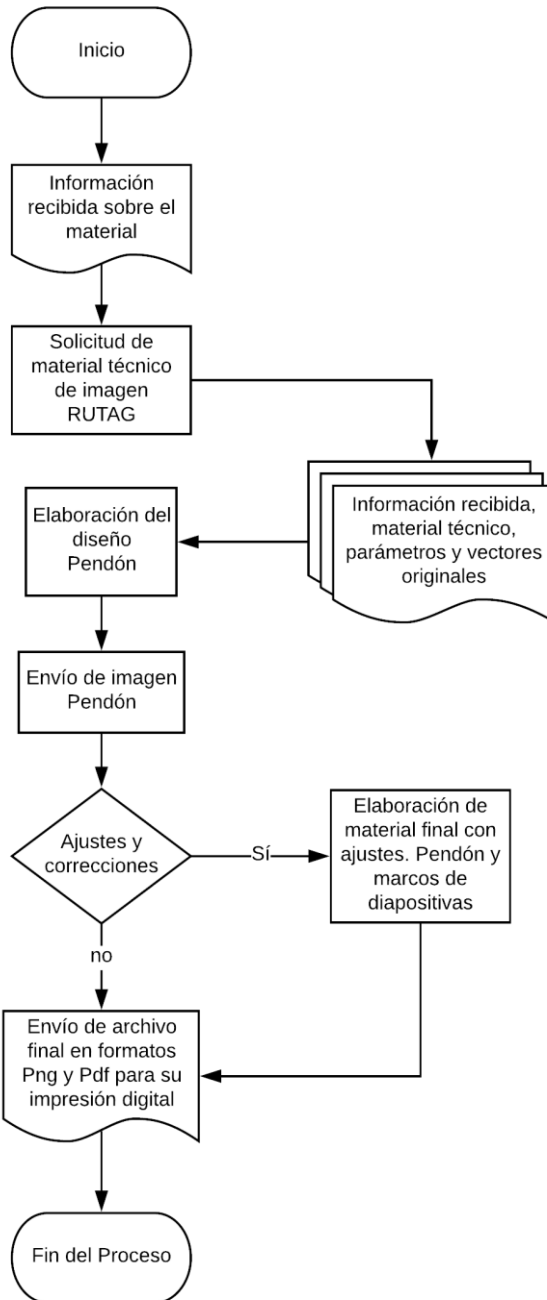 Inicio
Información
recibida sobre el
material
Solicitud de
material técnico
de imagen
RUTAG
Información recibida,
material técnico,
parámetros y vectores
originales
Elaboración del
diseño
Pendón
Envío de imagen
Pendón
Ajustes y
correcciones
Sí
Elaboración de
material final con
ajustes. Pendón y
marcos de
diapositivas
no
Envío de archivo
final en formatos
Png y Pdf para su
impresión digital
Fin del Proceso